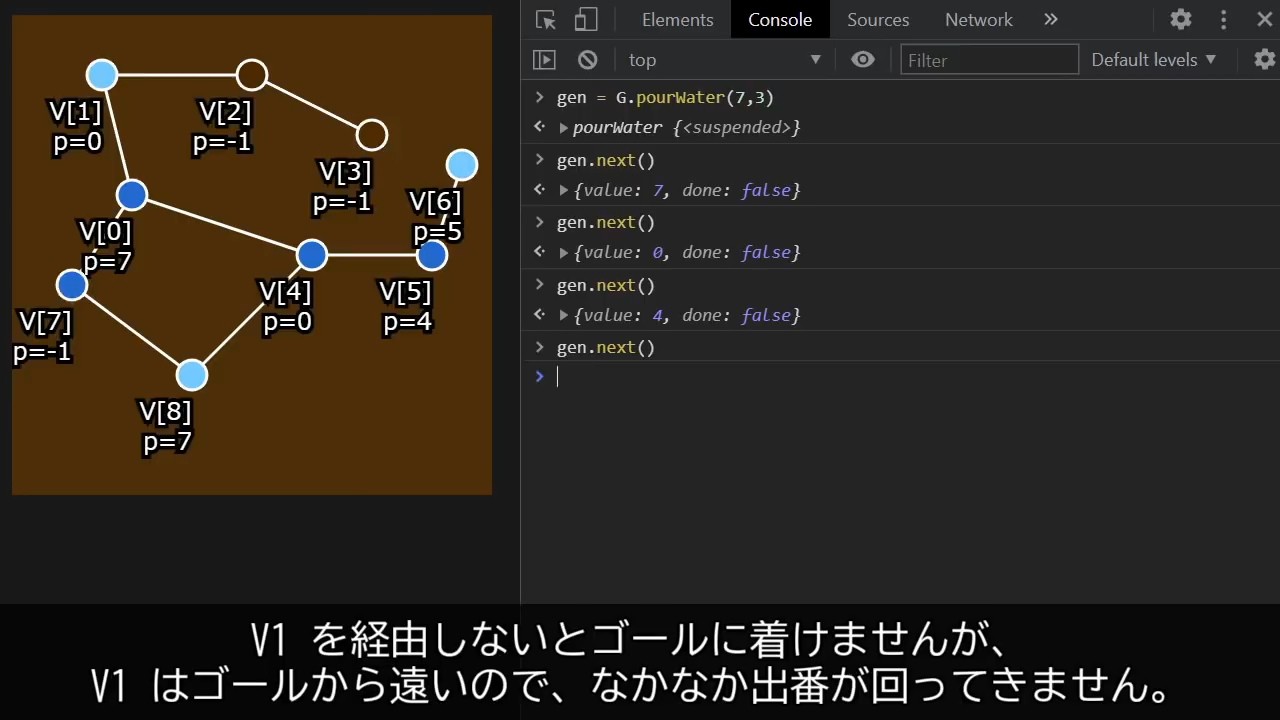 V[1]
p=0
V[2]
p=-1
V[3]
p=-1
V[6]
p=5
V[0]
p=7
V[4]
p=0
V[5]
p=4
V[7]
p=-1
V[8]
p=7
Elements Console Sources Network »
top Filter Default levels
> gen = G.pourWater(7,3)
pourWater {<suspended>}
> gen.next()
{value: 7, done: false}
> gen.next()
{value: 0, done: false}
> gen.next()
{value: 4, done: false}
> gen.next()
>
V1 を経由しないとゴールに着けませんが、
V1 はゴールから遠いので、なかなか出番が回ってきません。